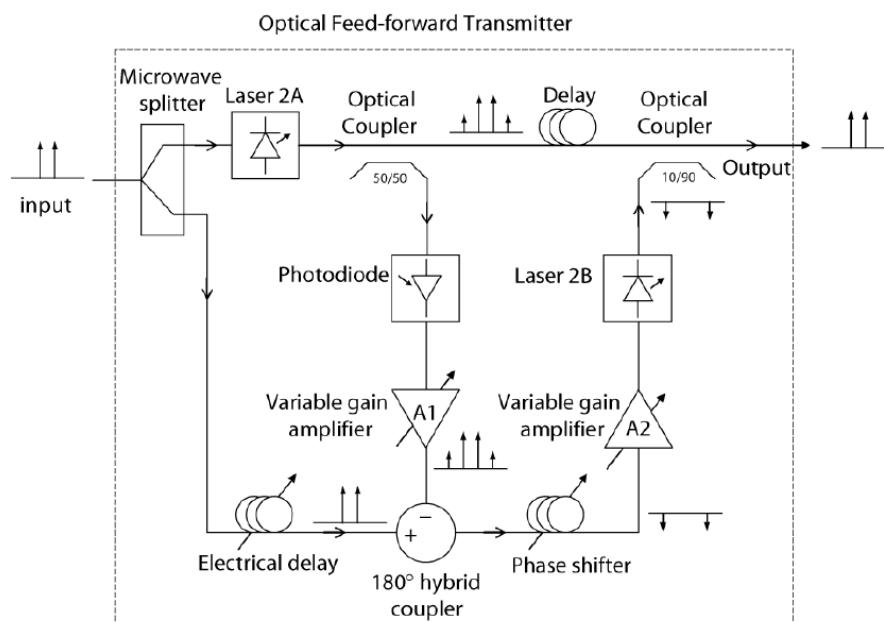 Optical Feed-forward Transmitter
Microwave
splitter
Laser 2A
Optical
Coupler
Delay
Optical
Coupler
input
50/50
10/90
Output
Photodiode
Laser 2B
Variable gain
amplifier
A1
Variable gain
amplifier
A2
−
+
Electrical delay
180° hybrid
coupler
Phase shifter